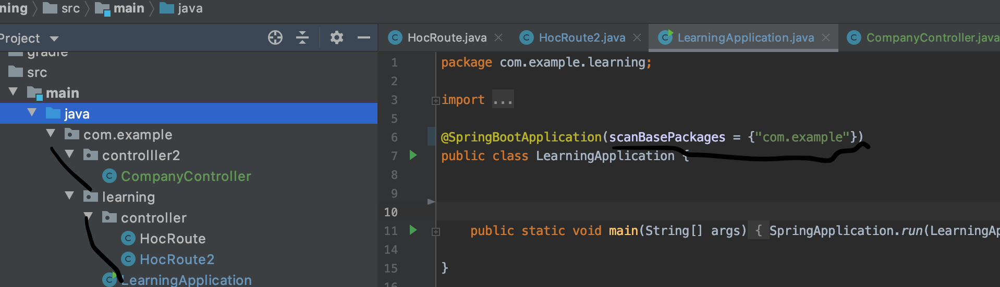 ning src main java
Project
HocRoute.java HocRoute2.java LearningApplication.java CompanyController.java
gradle
src
main
java
com.example
controlller2
CompanyController
learning
controller
HocRoute
HocRoute2
LearningApplication
1 package com.example.learning;
2
3 import ...
5
6 @SpringBootApplication(scanBasePackages = {"com.example"})
7 public class LearningApplication {
8
9
10
11 public static void main(String[] args) { SpringApplication.run(LearningAp
14
15 }
16